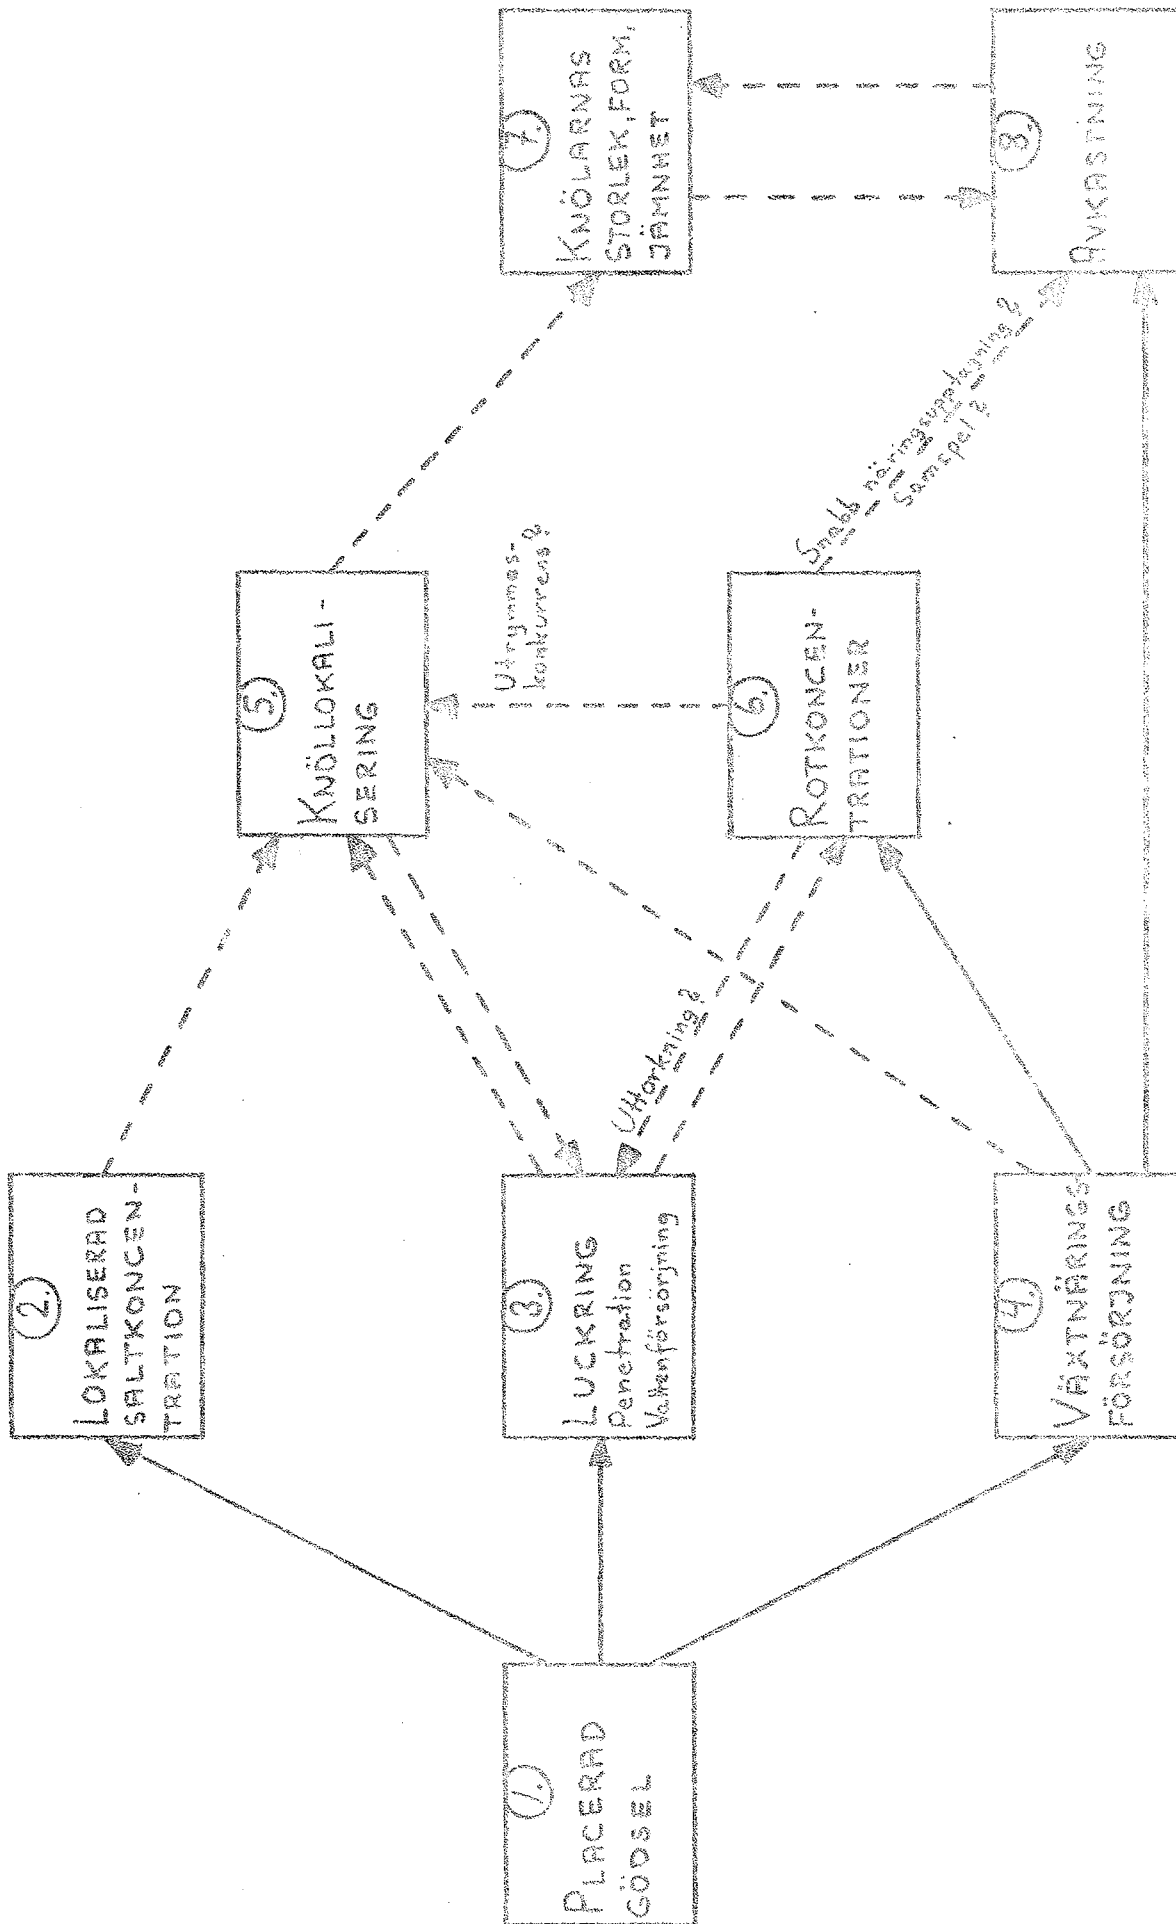 1.
PLACERAD
GÖDSEL
2.
LOKALISERAD
SALTKONCEN-
TRATION
3.
LUCKRING
Penetration
Vattenförsörjning
4.
VÄXTNÄRINGS-
FÖRSÖRJNING
Uttorkning?
5.
KNÖLLOKALI-
SERING
Utrymmes-
konkurrens?
6.
ROTKONCEN-
TRATIONER
Snabb näringsupptagning?
Samspel?
7.
KNÖLARNAS
STORLEK, FORM,
JÄMNHET
8.
AVKASTNING